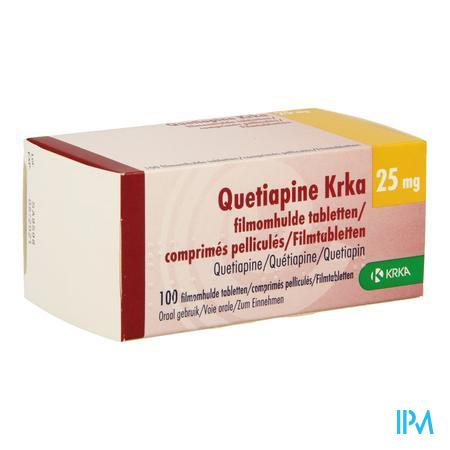 Quetiapine Krka 25 mg
filmomhulde tabletten/
comprimés pelliculés/Filmtabletten
Quetiapine/Quétiapine/Quetiapin
100 filmomhulde tabletten/comprimés pelliculés/Filmtabletten
Oraal gebruik/Voie orale/Zum Einnehmen
KRKA
IPM